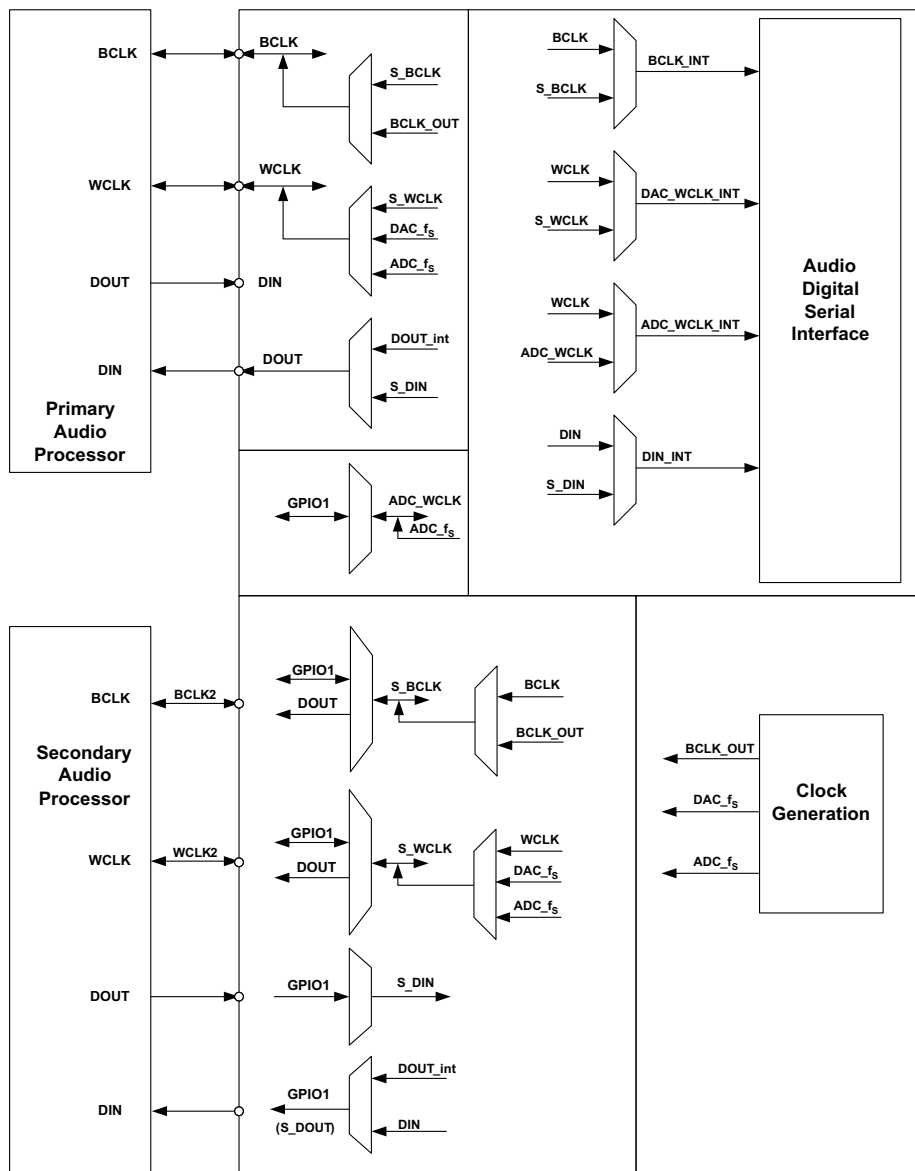 BCLK
WCLK
DOUT
DIN
Primary
Audio
Processor
BCLK
S_BCLK
BCLK_OUT
WCLK
S_WCLK
DAC_fS
ADC_fS
DIN
DOUT_int
DOUT
S_DIN
BCLK
BCLK_INT
S_BCLK
WCLK
DAC_WCLK_INT
S_WCLK
WCLK
ADC_WCLK_INT
ADC_WCLK
DIN
DIN_INT
S_DIN
Audio
Digital
Serial
Interface
GPIO1
ADC_WCLK
ADC_fS
BCLK
BCLK2
Secondary
Audio
Processor
WCLK
WCLK2
DOUT
DIN
GPIO1
S_BCLK
DOUT
BCLK
BCLK_OUT
GPIO1
S_WCLK
DOUT
WCLK
DAC_fS
ADC_fS
GPIO1
S_DIN
DOUT_int
GPIO1
(S_DOUT)
DIN
BCLK_OUT
DAC_fS
ADC_fS
Clock
Generation